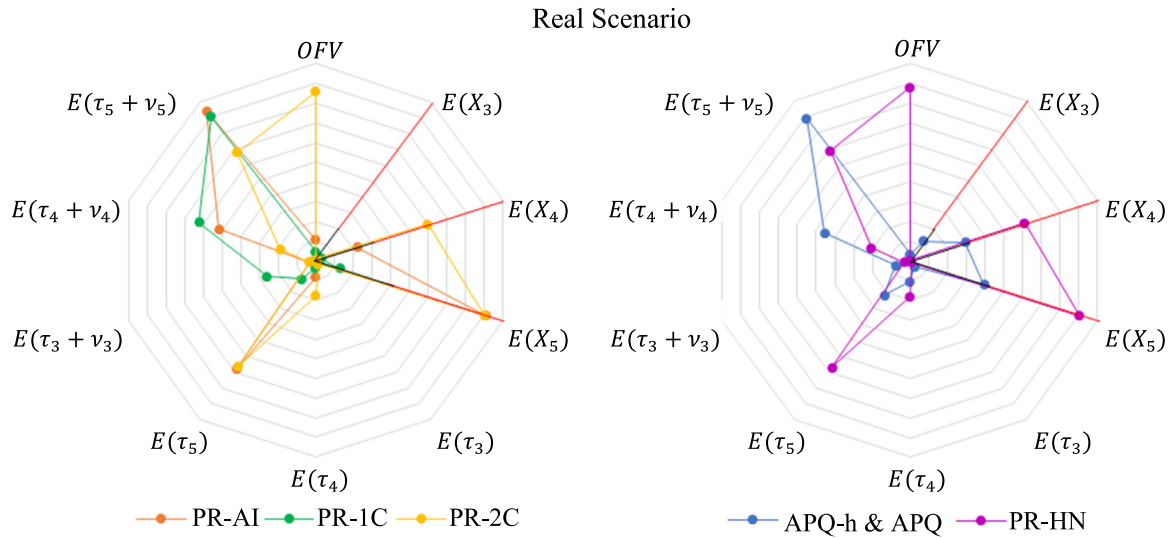 Real Scenario
OFV
E(X₃)
E(X₄)
E(X₅)
E(τ₃)
E(τ₄)
E(τ₅)
E(τ₃ + ν₃)
E(τ₄ + ν₄)
E(τ₅ + ν₅)
PR-AI PR-1C PR-2C
OFV
E(X₃)
E(X₄)
E(X₅)
E(τ₃)
E(τ₄)
E(τ₅)
E(τ₃ + ν₃)
E(τ₄ + ν₄)
E(τ₅ + ν₅)
APQ-h & APQ PR-HN